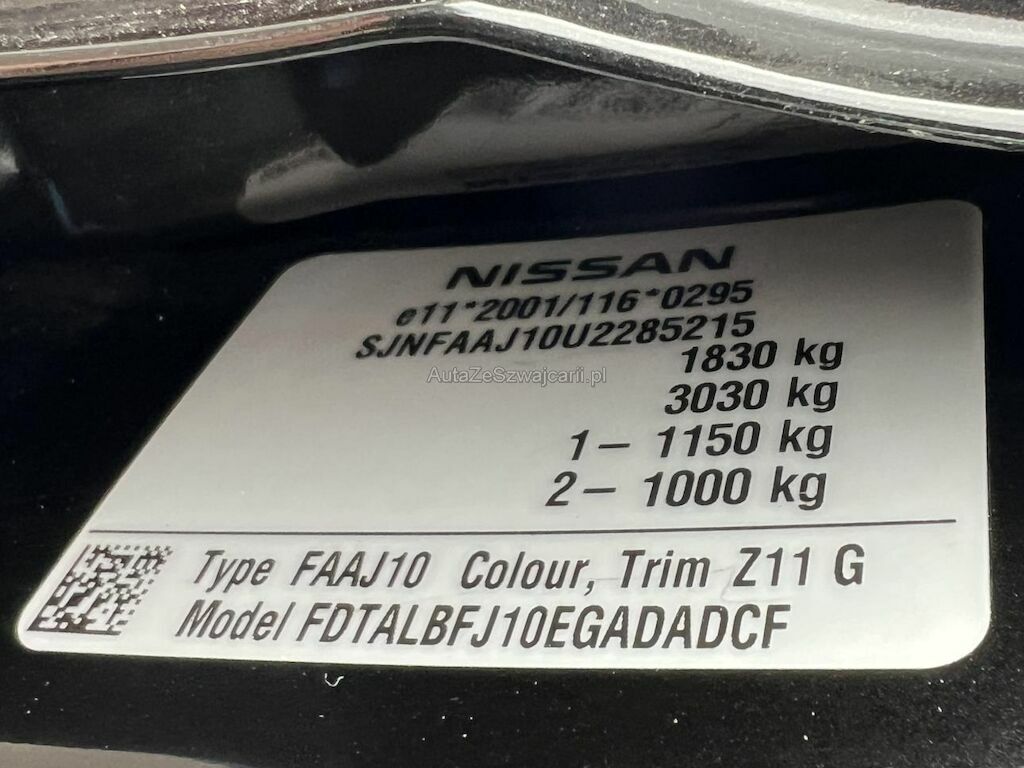 NISSAN
e11*2001/116*0295
SJNFAAJ10U2285215
1830 kg
AutaZeSzwajcarii.pl
3030 kg
1– 1150 kg
2– 1000 kg
Type FAAJ10 Colour, Trim Z11 G
Model FDTALBFJ10EGADADCF